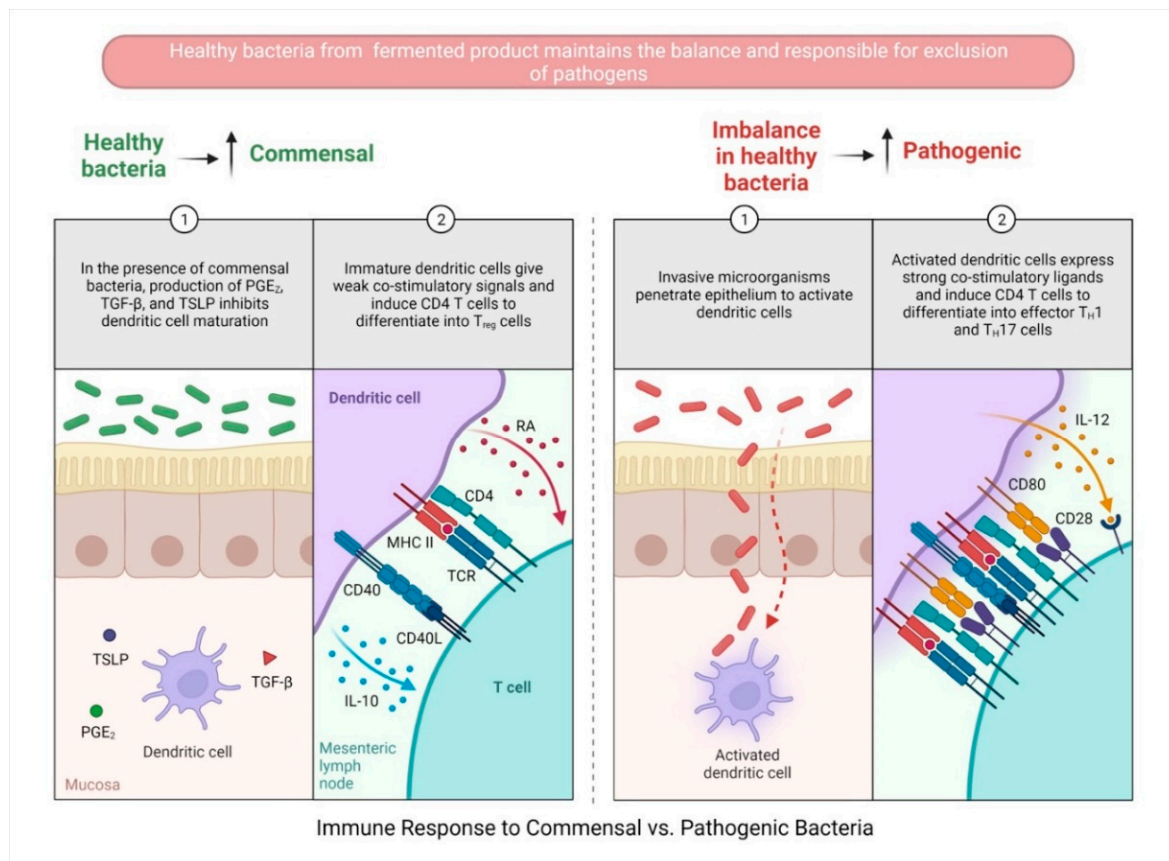 Healthy bacteria from fermented product maintains the balance and responsible for exclusion
of pathogens
Healthy
bacteria
Commensal
Imbalance
in healthy
bacteria
Pathogenic
1
In the presence of commensal
bacteria, production of PGEZ,
TGF-β, and TSLP inhibits
dendritic cell maturation
2
Immature dendritic cells give
weak co-stimulatory signals and
induce CD4 T cells to
differentiate into Treg cells
1
Invasive microorganisms
penetrate epithelium to activate
dendritic cells
2
Activated dendritic cells express
strong co-stimulatory ligands
and induce CD4 T cells to
differentiate into effector TH1
and TH17 cells
TSLP
TGF-β
PGE2
Dendritic cell
Mucosa
Dendritic cell
RA
CD4
MHC II
TCR
CD40
CD40L
IL-10
T cell
Mesenteric
lymph
node
Activated
dendritic cell
IL-12
CD80
CD28
Immune Response to Commensal vs. Pathogenic Bacteria